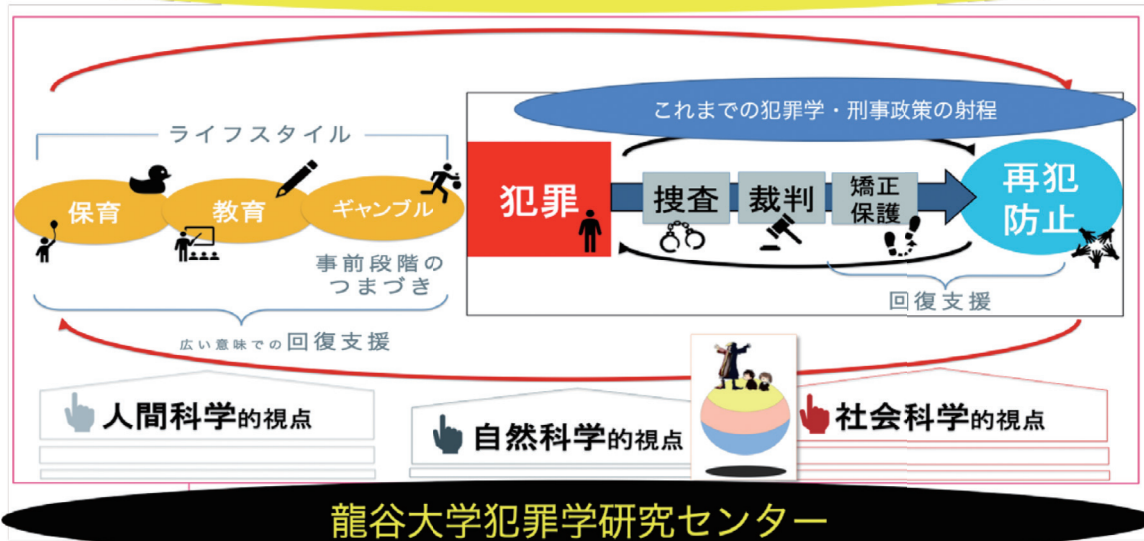 これまでの犯罪学・刑事政策の射程
ライフスタイル
保育
教育
ギャンブル
事前段階の
つまづき
広い意味での回復支援
犯罪
捜査
裁判
矯正
保護
再犯
防止
回復支援
人間科学的視点
自然科学的視点
社会科学的視点
龍谷大学犯罪学研究センター